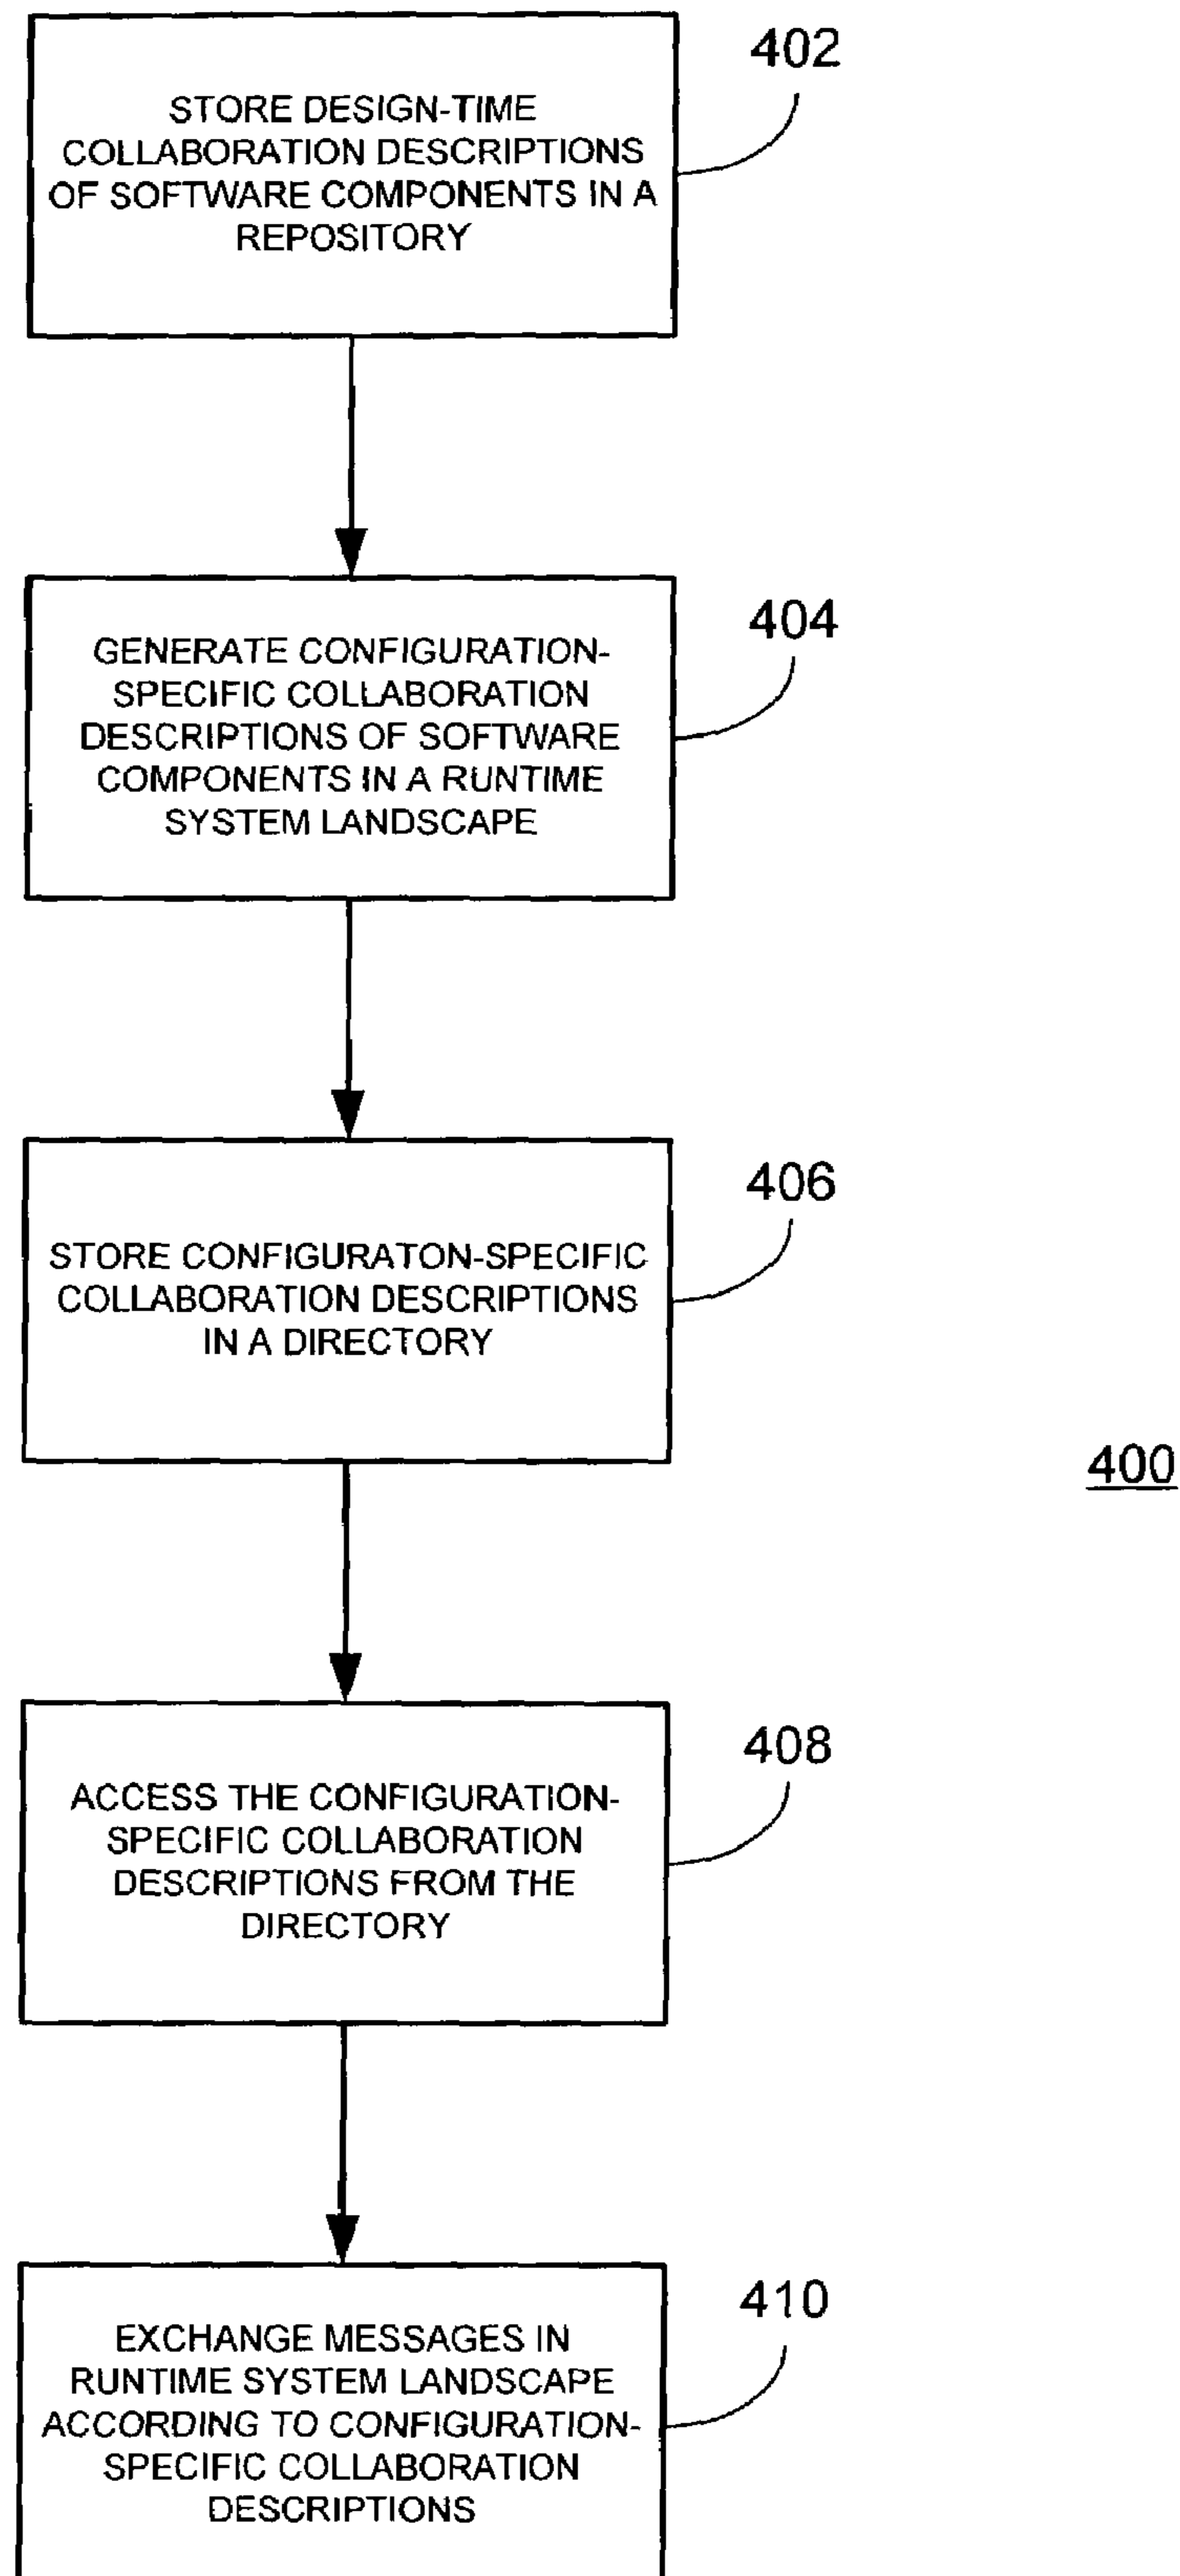 402
STORE DESIGN-TIME
COLLABORATION DESCRIPTIONS
OF SOFTWARE COMPONENTS IN A
REPOSITORY
404
GENERATE CONFIGURATION-
SPECIFIC COLLABORATION
DESCRIPTIONS OF SOFTWARE
COMPONENTS IN A RUNTIME
SYSTEM LANDSCAPE
406
STORE CONFIGURATON-SPECIFIC
COLLABORATION DESCRIPTIONS
IN A DIRECTORY
400
408
ACCESS THE CONFIGURATION-
SPECIFIC COLLABORATION
DESCRIPTIONS FROM THE
DIRECTORY
410
EXCHANGE MESSAGES IN
RUNTIME SYSTEM LANDSCAPE
ACCORDING TO CONFIGURATION-
SPECIFIC COLLABORATION
DESCRIPTIONS